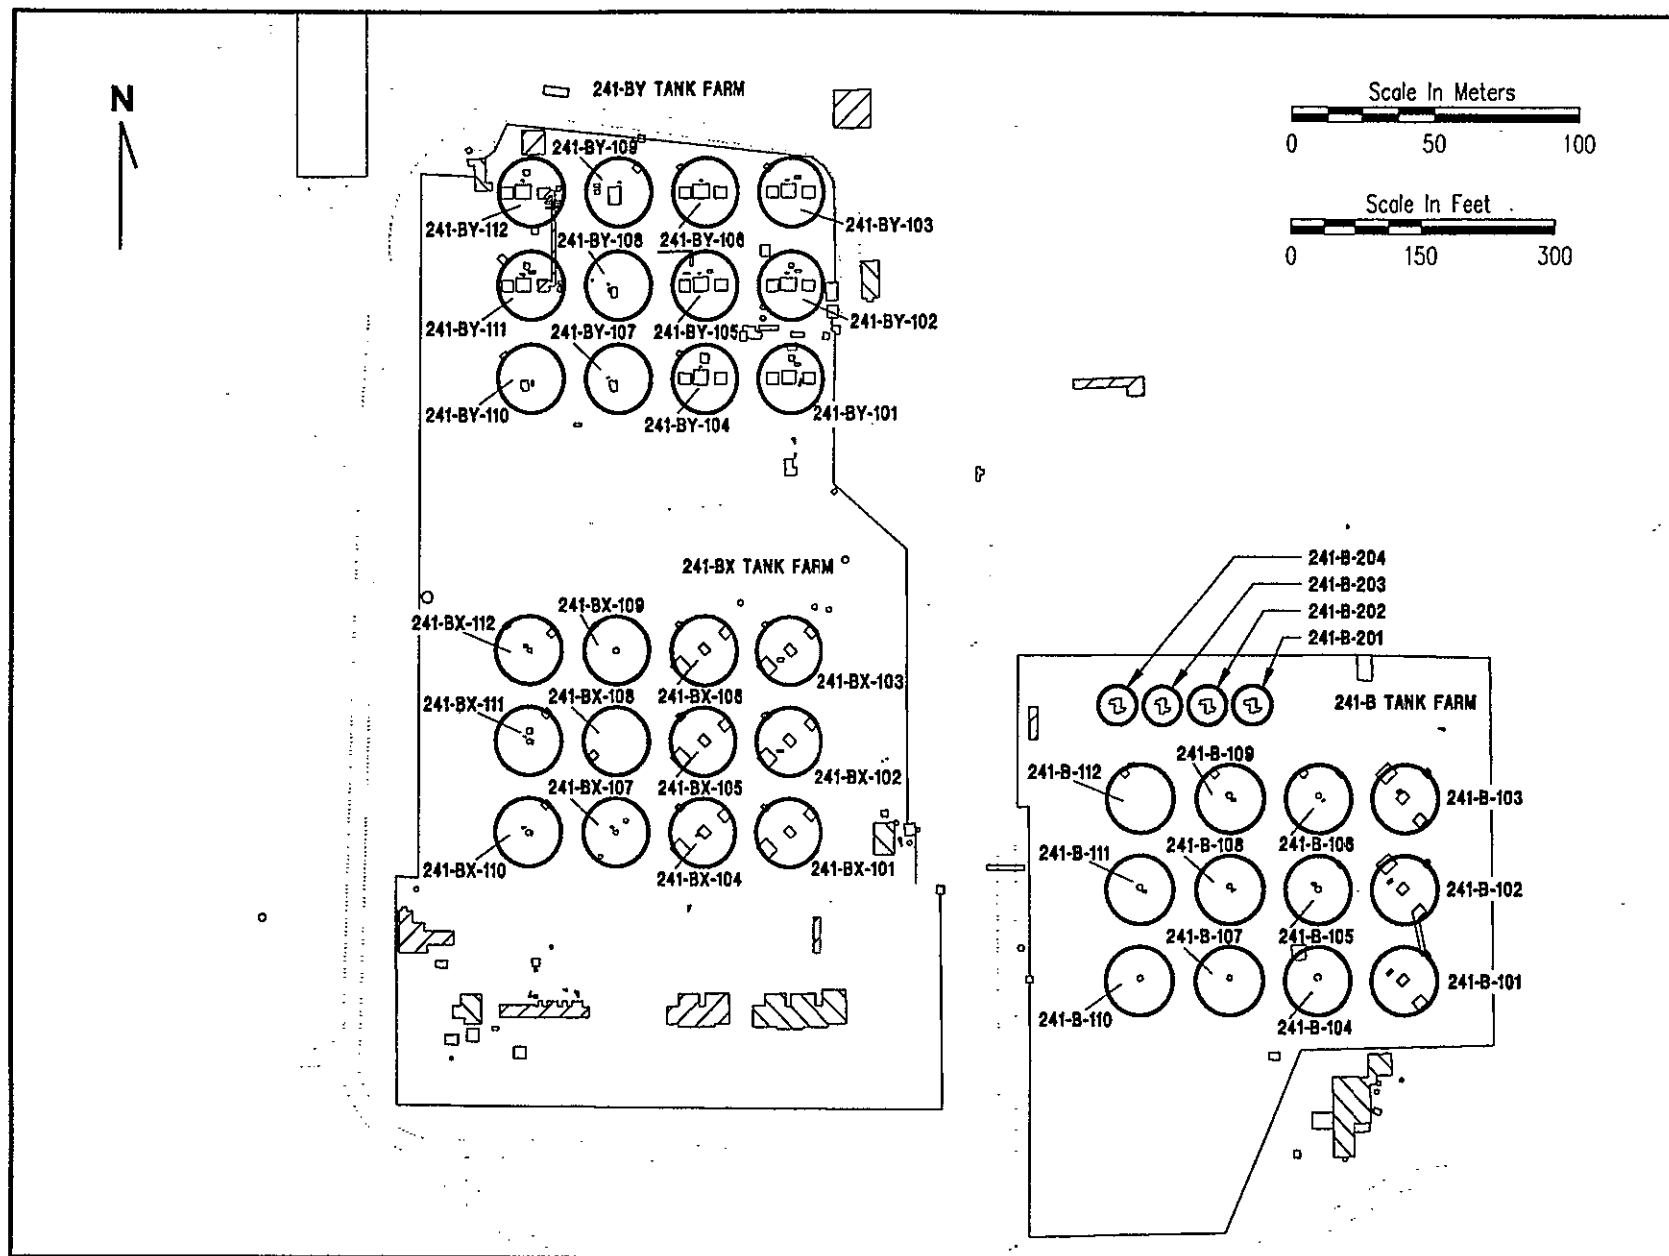 N
241-BY TANK FARM
Scale In Meters
0 50 100
Scale In Feet
0 150 300
241-BY-109
241-BY-112
241-BY-108
241-BY-106
241-BY-103
241-BY-111
241-BY-107
241-BY-105
241-BY-102
241-BY-110
241-BY-104
241-BY-101
241-BX TANK FARM
241-B-204
241-B-203
241-B-202
241-B-201
241-BX-112
241-BX-109
241-BX-111
241-BX-108
241-BX-106
241-BX-103
241-BX-107
241-BX-105
241-BX-102
241-BX-110
241-BX-104
241-BX-101
241-B TANK FARM
241-B-112
241-B-109
241-B-103
241-B-111
241-B-108
241-B-106
241-B-102
241-B-107
241-B-105
241-B-101
241-B-110
241-B-104